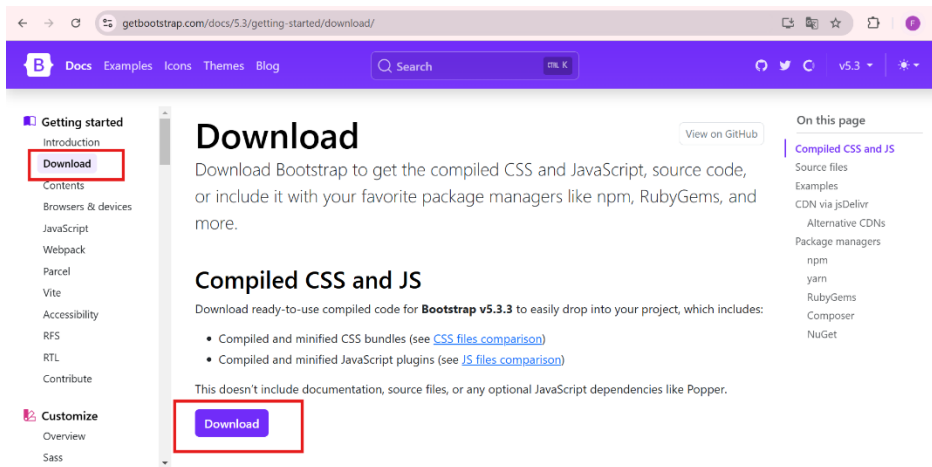 getbootstrap.com/docs/5.3/getting-started/download/
F
B Docs Examples Icons Themes Blog
Search
CTRL K
v5.3
Getting started
Introduction
Download
Contents
Browsers & devices
JavaScript
Webpack
Parcel
Vite
Accessibility
RFS
RTL
Contribute
Customize
Overview
Sass
Download
View on GitHub
Download Bootstrap to get the compiled CSS and JavaScript, source code,
or include it with your favorite package managers like npm, RubyGems, and
more.
Compiled CSS and JS
Download ready-to-use compiled code for Bootstrap v5.3.3 to easily drop into your project, which includes:
• Compiled and minified CSS bundles (see CSS files comparison)
• Compiled and minified JavaScript plugins (see JS files comparison)
This doesn't include documentation, source files, or any optional JavaScript dependencies like Popper.
Download
On this page
Compiled CSS and JS
Source files
Examples
CDN via jsDelivr
Alternative CDNs
Package managers
npm
yarn
RubyGems
Composer
NuGet